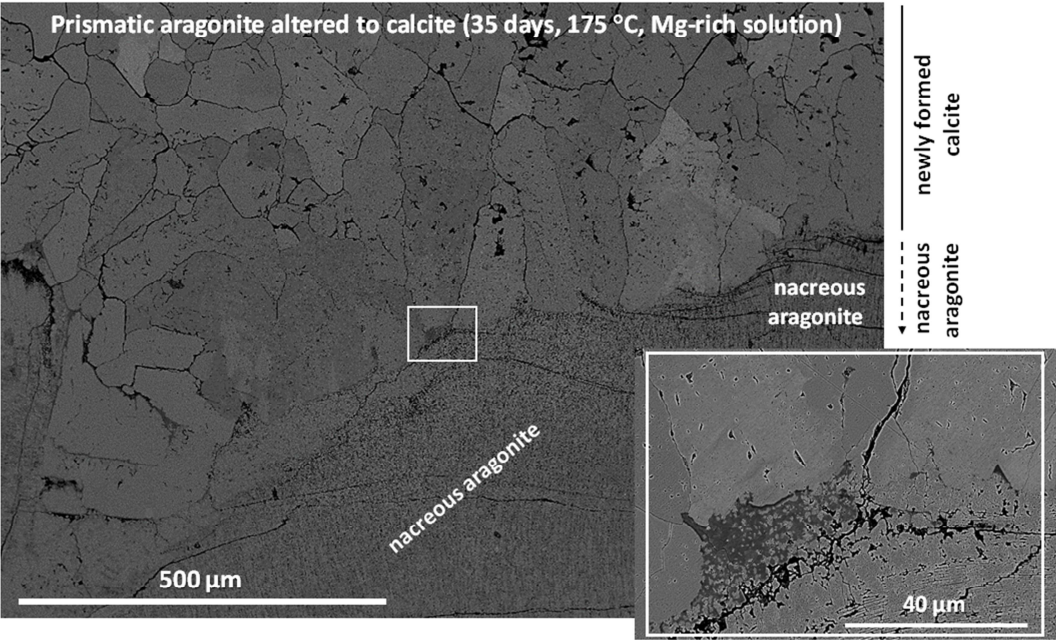 Prismatic aragonite altered to calcite (35 days, 175 °C, Mg-rich solution)
newly formed
calcite
nacreous
aragonite
nacreous
aragonite
nacreous aragonite
500 µm
40 µm